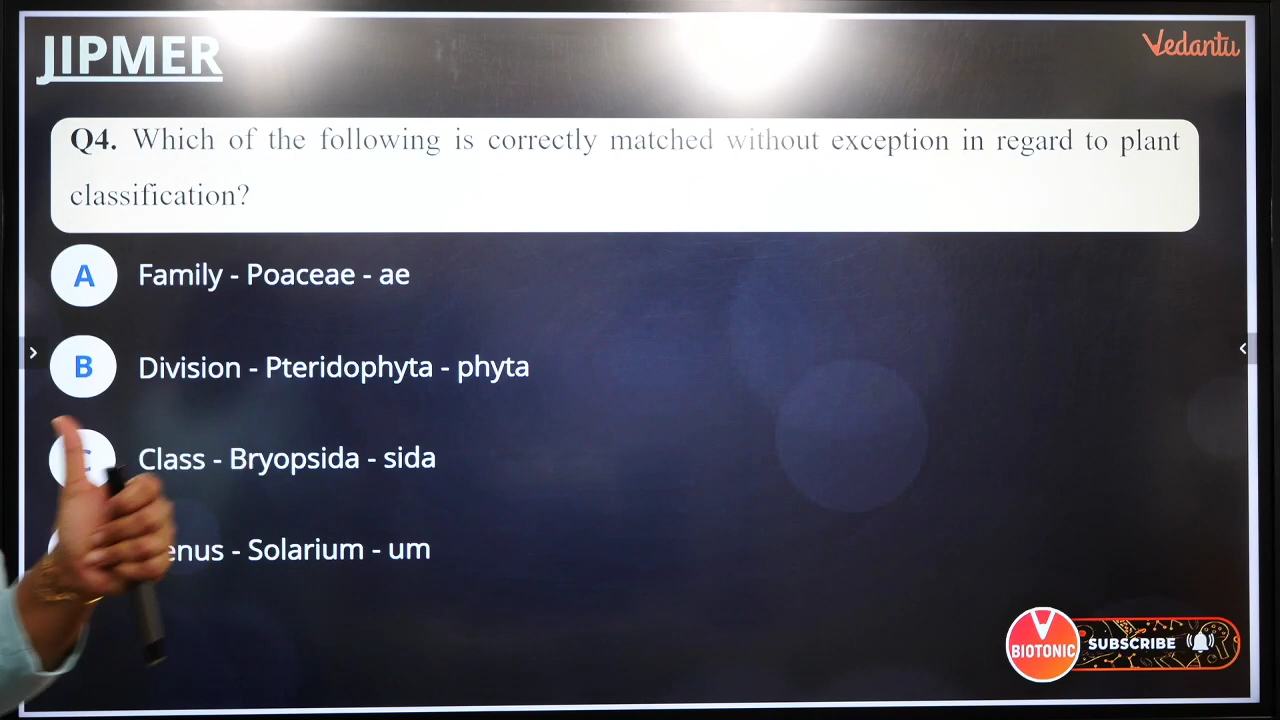 JIPMER
Vedantu
Q4. Which of the following is correctly matched without exception in regard to plant
classification?
A Family - Poaceae - ae
B Division - Pteridophyta - phyta
C Class - Bryopsida - sida
enus - Solarium - um
BIOTONIC SUBSCRIBE